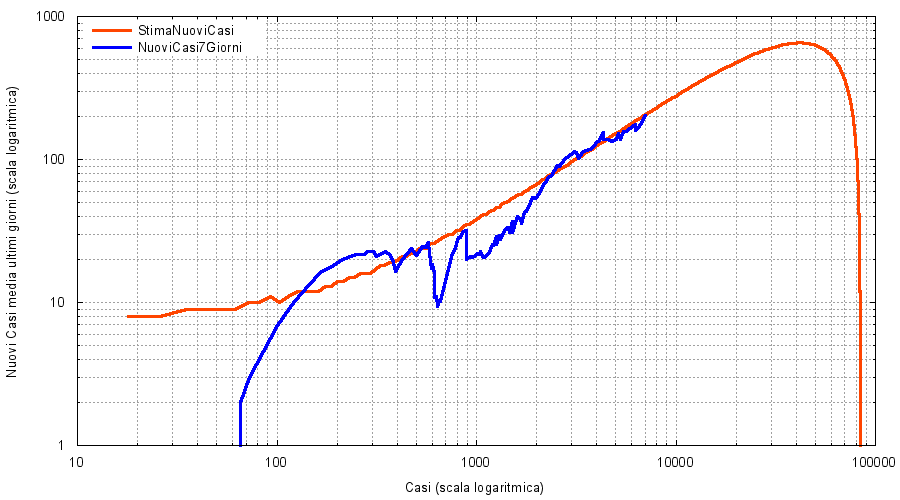 1000
StimaNuoviCasi
NuoviCasi7Giorni
100
10
1
Nuovi Casi media ultimi giorni (scala logaritmica)
10
100
1000
10000
100000
Casi (scala logaritmica)